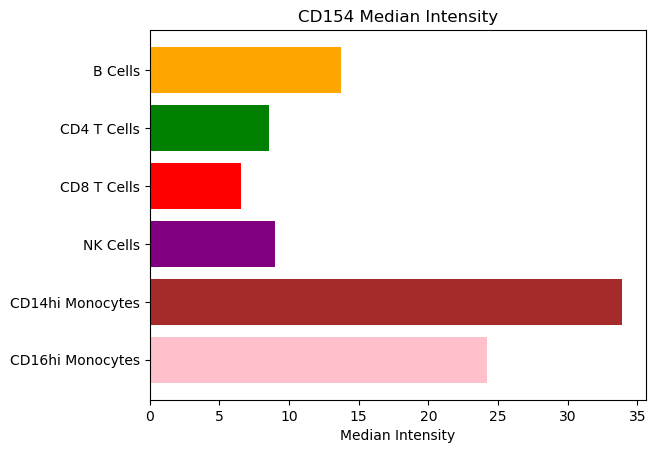 CD154 Median Intensity
B Cells
CD4 T Cells
CD8 T Cells
NK Cells
CD14hi Monocytes
CD16hi Monocytes
0 5 10 15 20 25 30 35
Median Intensity